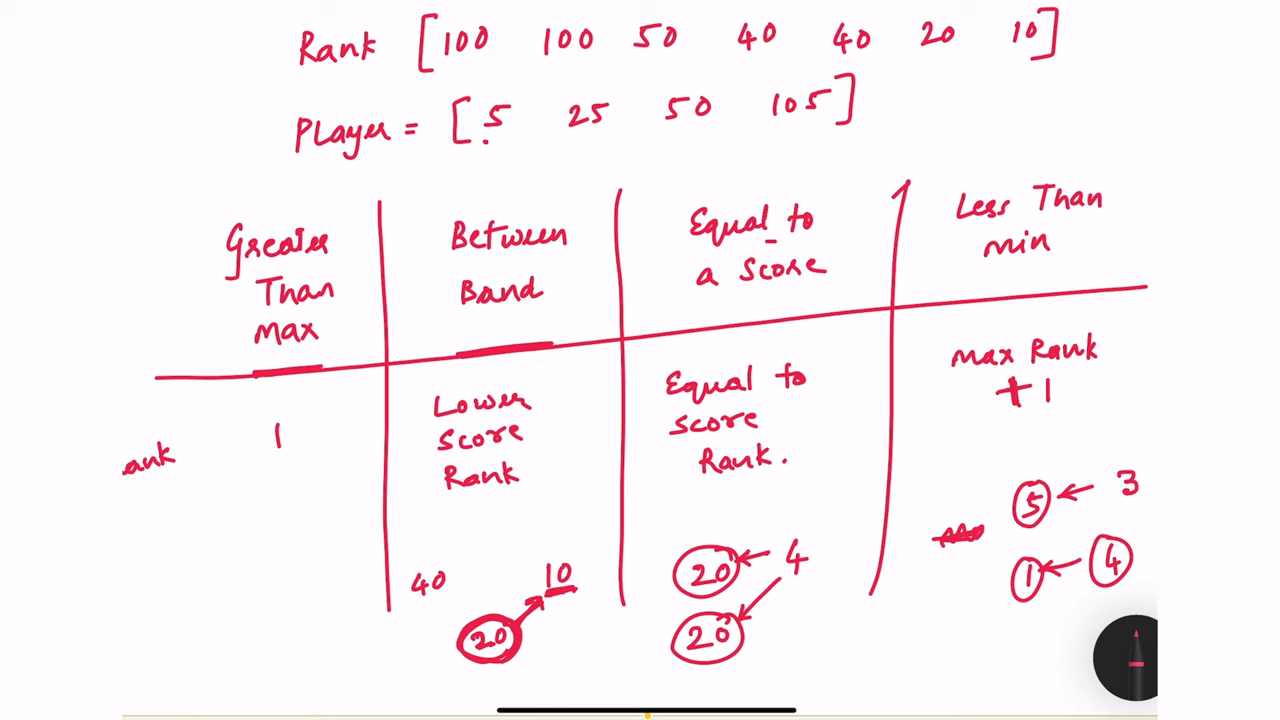 Rank [100 100 50 40 40 20 10]
Player = [5 25 50 105]
Greater
Than
max
Between
Band
Equal to
a Score
Less Than
min
ank
1
Lower
Score
Rank
Equal to
Score
Rank.
max Rank
+ 1
40 10
20
20 4
20
5 ← 3
1 ← 4